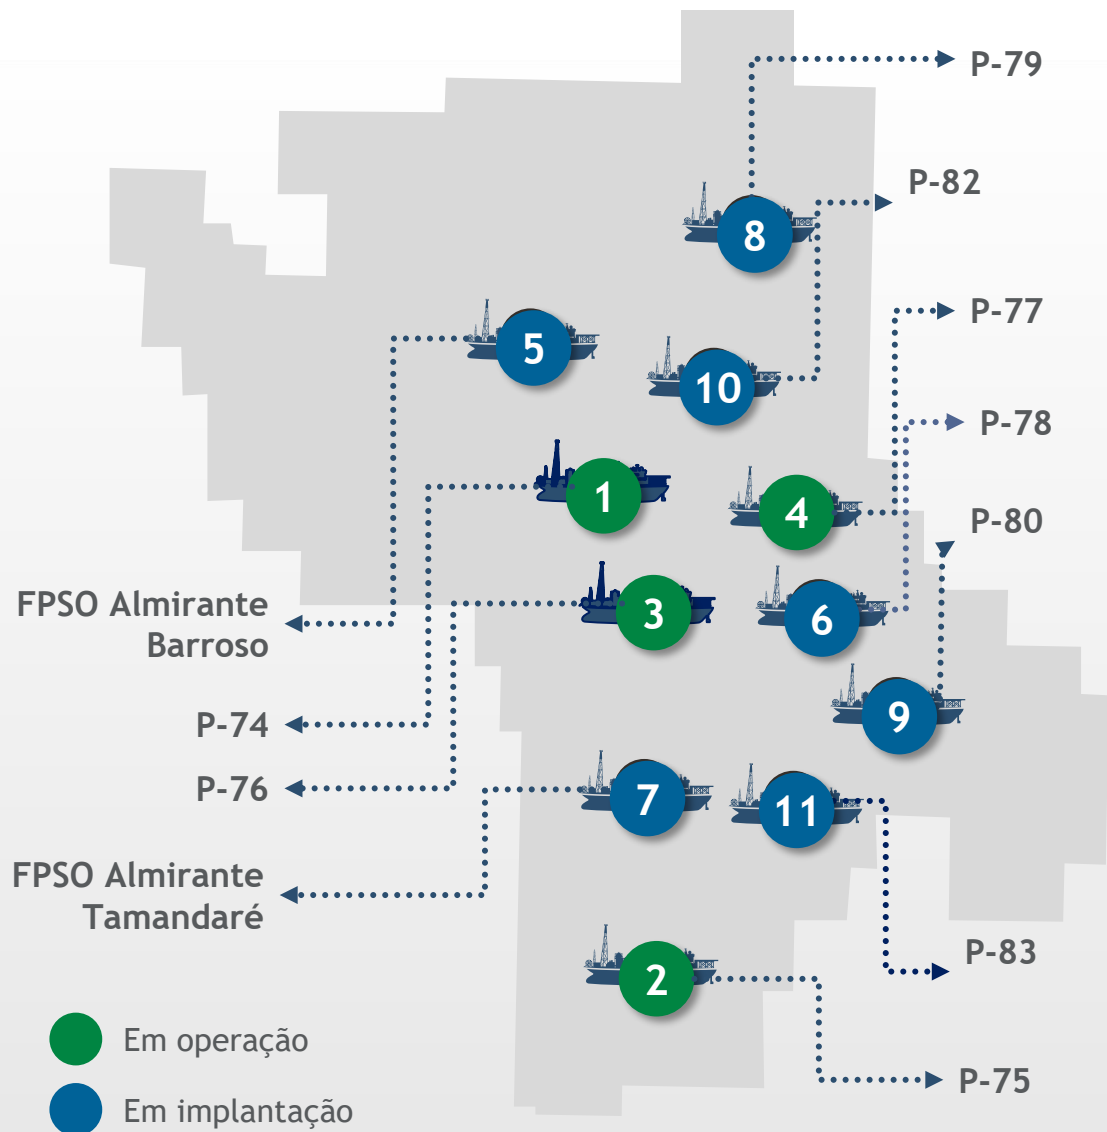 P-79
P-82
8
P-77
5
10
P-78
1
4
P-80
FPSO Almirante
Barroso
3
6
P-74
9
P-76
7
11
FPSO Almirante
Tamandaré
P-83
2
Em operação
P-75
Em implantação